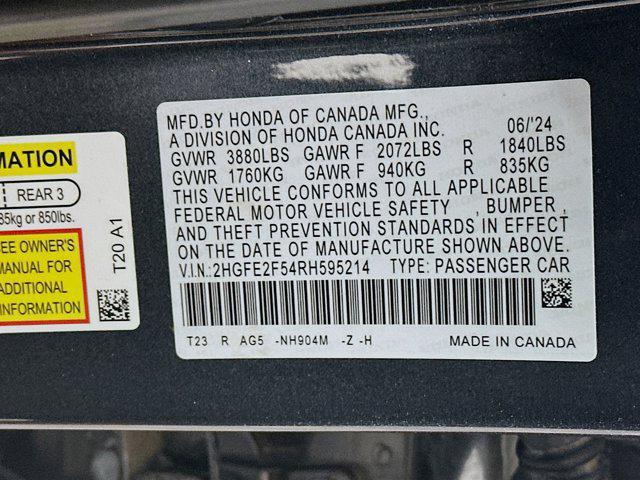 MATION
REAR 3
85kg or 850lbs.
EE OWNER'S
MANUAL FOR
ADDITIONAL
INFORMATION
T20 A1
MFD.BY HONDA OF CANADA MFG.,
A DIVISION OF HONDA CANADA INC. 06/'24
GVWR 3880LBS GAWR F 2072LBS R 1840LBS
GVWR 1760KG GAWR F 940KG R 835KG
THIS VEHICLE CONFORMS TO ALL APPLICABLE
FEDERAL MOTOR VEHICLE SAFETY , BUMPER ,
AND THEFT PREVENTION STANDARDS IN EFFECT
ON THE DATE OF MANUFACTURE SHOWN ABOVE.
V.I.N.:2HGFE2F54RH595214 TYPE: PASSENGER CAR
T23 R AG5 -NH904M -Z -H MADE IN CANADA